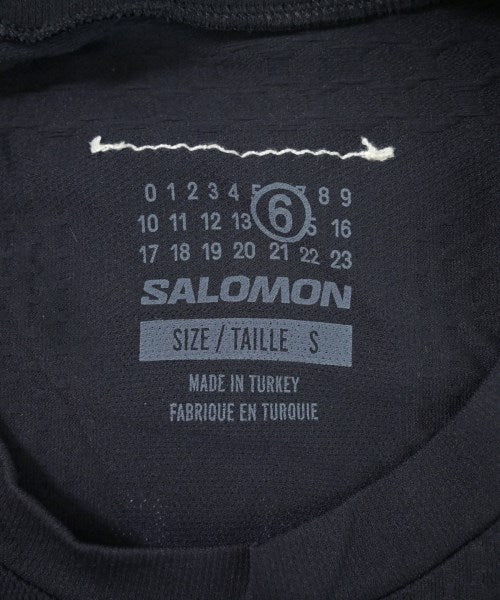 0 1 2 3 4 5 6 7 8 9
10 11 12 13 15 16
17 18 19 20 21 22 23
SALOMON
SIZE / TAILLE S
MADE IN TURKEY
FABRIQUE EN TURQUIE